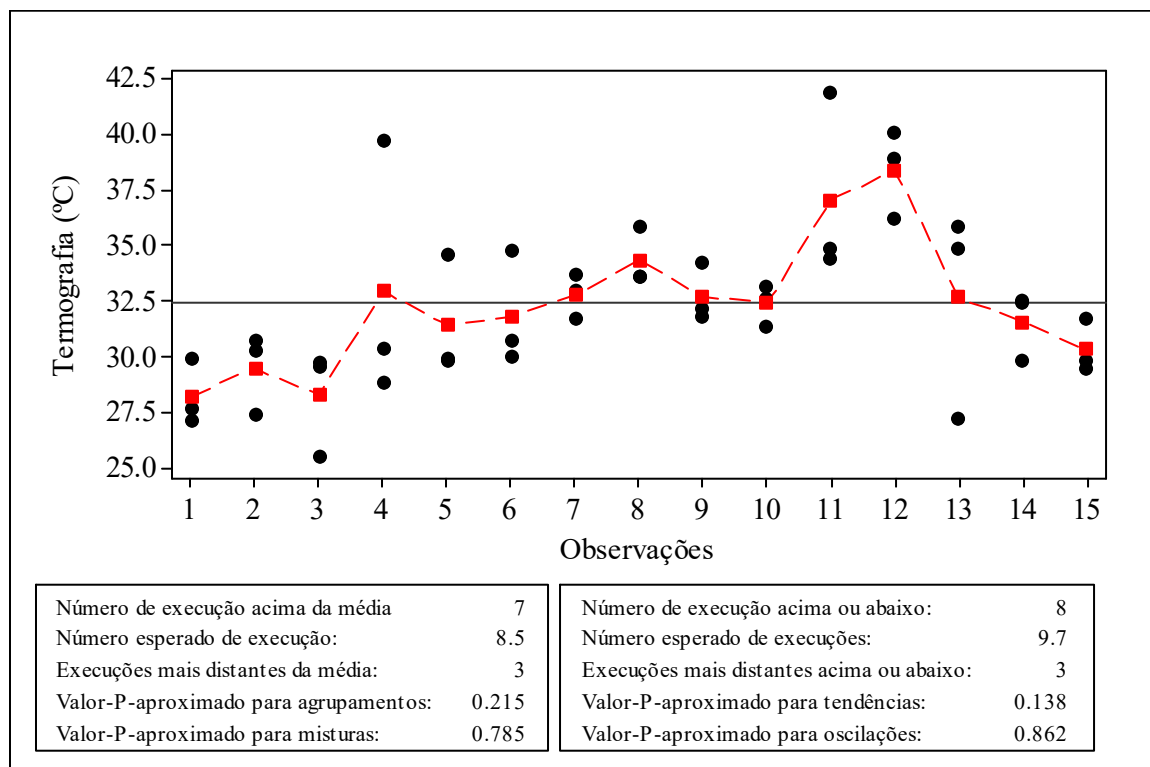 42.5
40.0
37.5
35.0
32.5
30.0
27.5
25.0
Termografia (ºC)
1 2 3 4 5 6 7 8 9 10 11 12 13 14 15
Observações
Número de execução acima da média 7
Número esperado de execução: 8.5
Execuções mais distantes da média: 3
Valor-P-aproximado para agrupamentos: 0.215
Valor-P-aproximado para misturas: 0.785
Número de execução acima ou abaixo: 8
Número esperado de execuções: 9.7
Execuções mais distantes acima ou abaixo: 3
Valor-P-aproximado para tendências: 0.138
Valor-P-aproximado para oscilações: 0.862